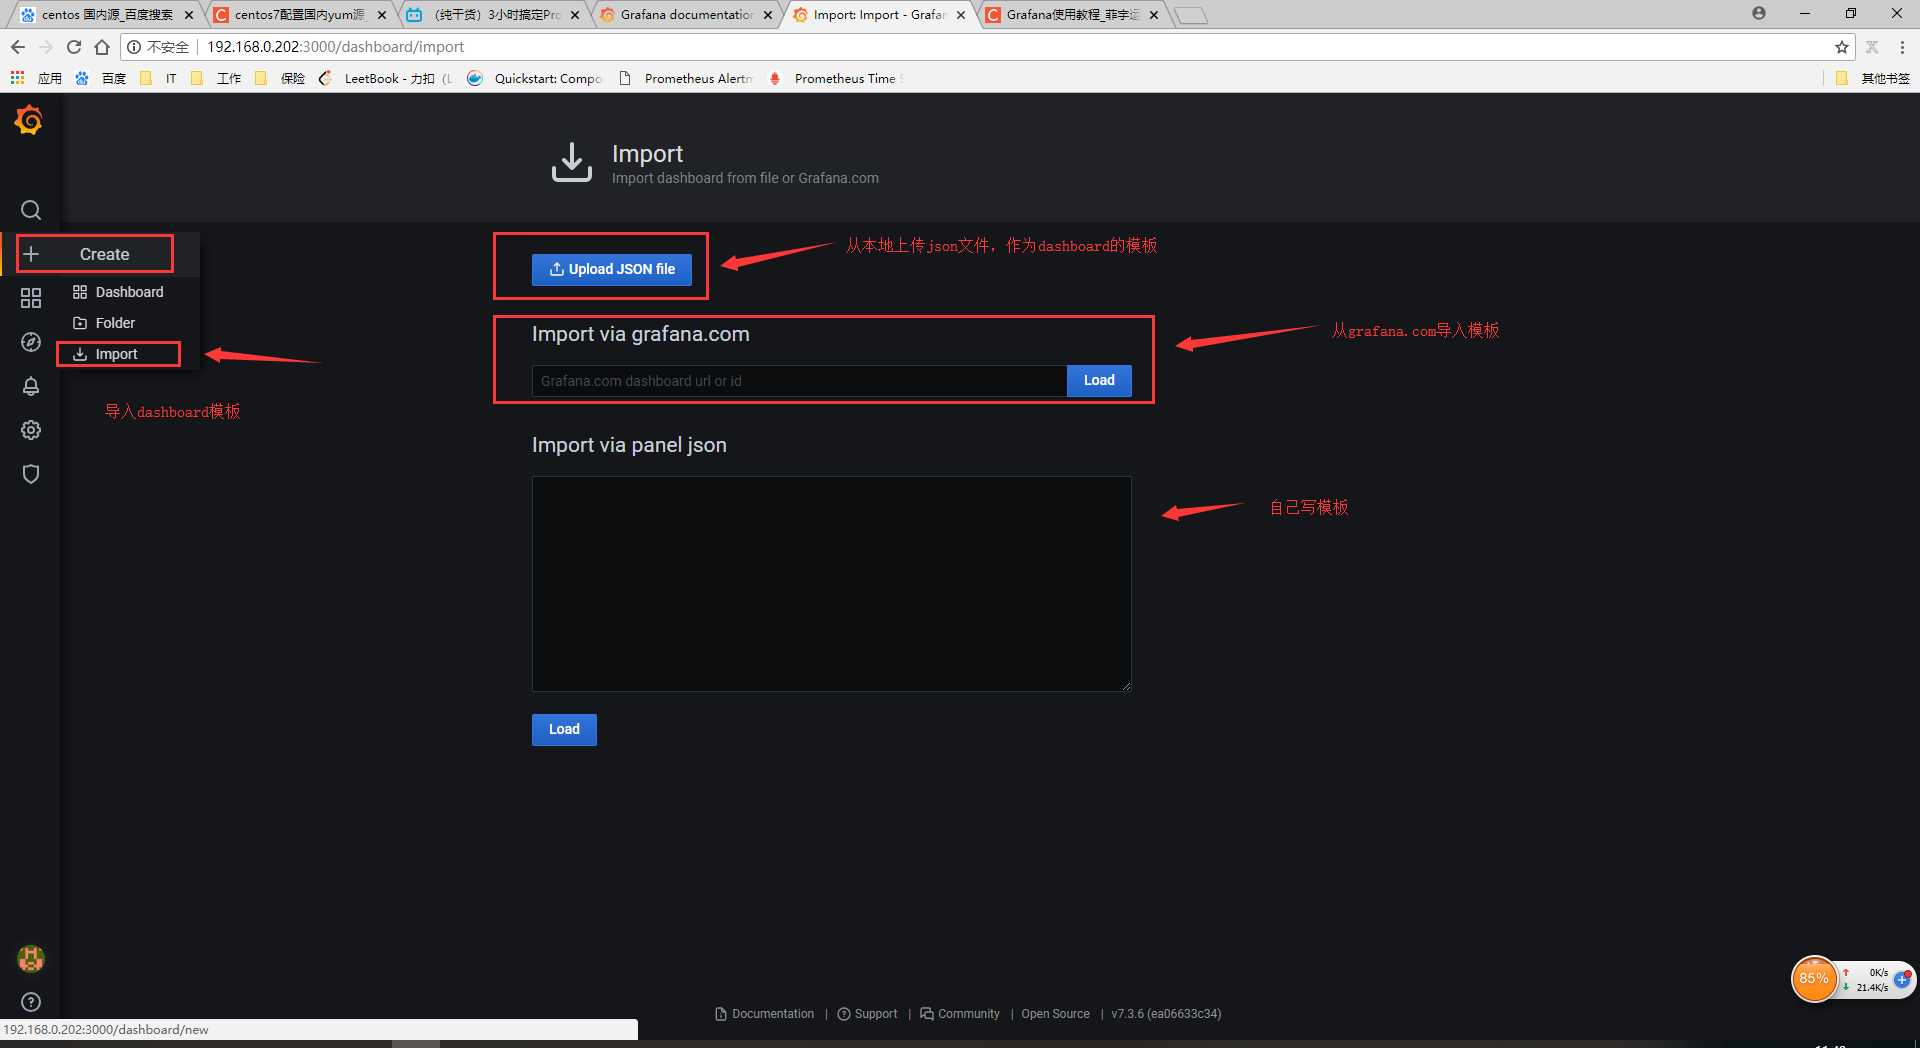 centos 国内源_百度搜索
centos7配置国内yum源_
（纯干货）3小时搞定Pro
Grafana documentation
Import: Import - Grafan
Grafana使用教程_菲宇运
不安全 192.168.0.202:3000/dashboard/import
应用 百度 IT 工作 保险 LeetBook - 力扣（L Quickstart: Compo Prometheus Alertm Prometheus Time S 其他书签
Import
Import dashboard from file or Grafana.com
Create
Dashboard
Folder
Import
导入dashboard模板
Upload JSON file
从本地上传json文件，作为dashboard的模板
Import via grafana.com
Grafana.com dashboard url or id
Load
从grafana.com导入模板
Import via panel json
自己写模板
Load
85%
0K/s
21.4K/s
Documentation | Support | Community | Open Source | v7.3.6 (ea06633c34)
192.168.0.202:3000/dashboard/new